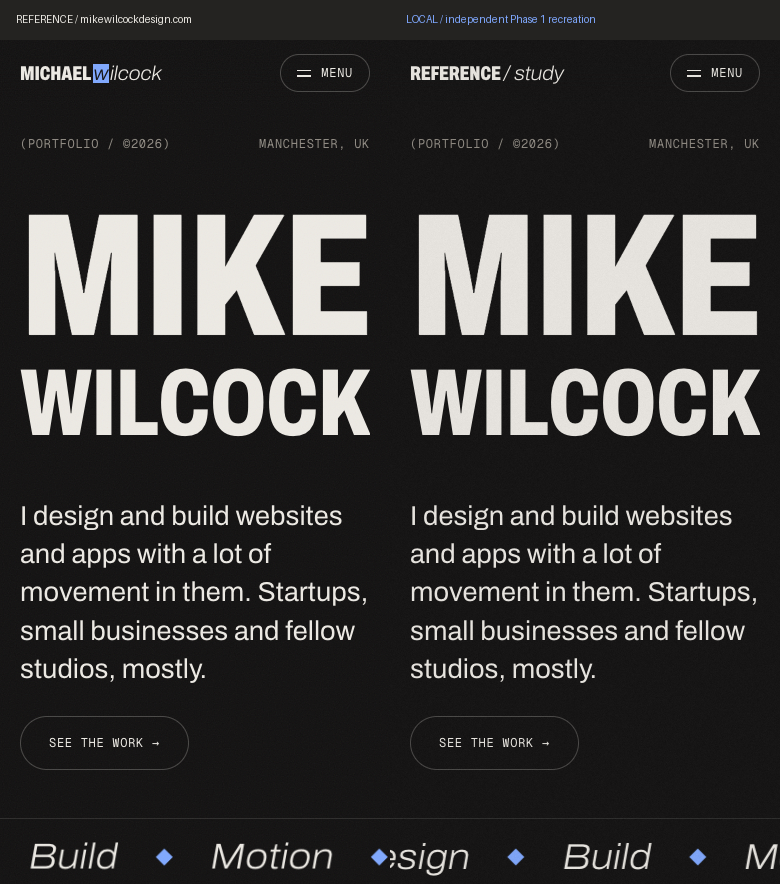 REFERENCE / mikewilcockdesign.com
LOCAL / independent Phase 1 recreation
MICHAELwilcock
MENU
(PORTFOLIO / ©2026)
MANCHESTER, UK
MIKE
WILCOCK
I design and build websites
and apps with a lot of
movement in them. Startups,
small businesses and fellow
studios, mostly.
SEE THE WORK →
Build ◆ Motion ◆
REFERENCE / study
MENU
(PORTFOLIO / ©2026)
MANCHESTER, UK
MIKE
WILCOCK
I design and build websites
and apps with a lot of
movement in them. Startups,
small businesses and fellow
studios, mostly.
SEE THE WORK →
esign ◆ Build ◆ M